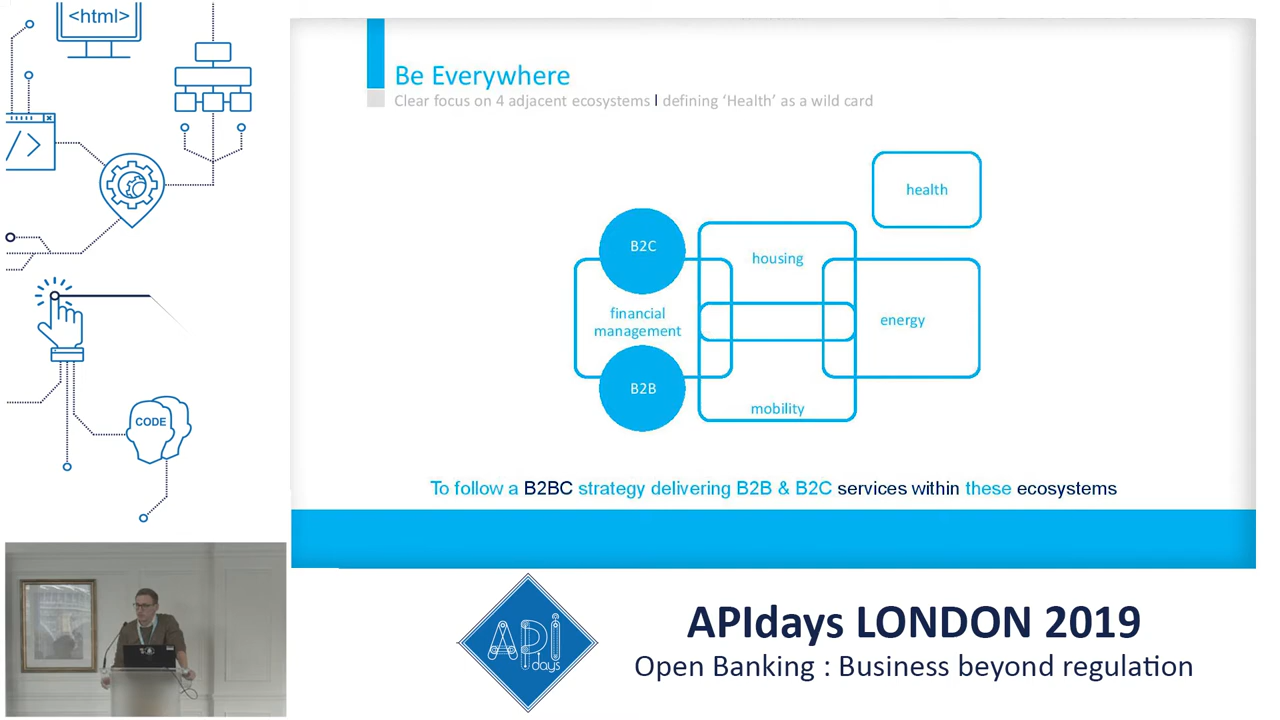 <html>
</>
CODE
Be Everywhere
Clear focus on 4 adjacent ecosystems I defining ‘Health’ as a wild card
health
B2C
housing
financial
management
energy
B2B
mobility
To follow a B2BC strategy delivering B2B & B2C services within these ecosystems
API
days
APIdays LONDON 2019
Open Banking : Business beyond regulation